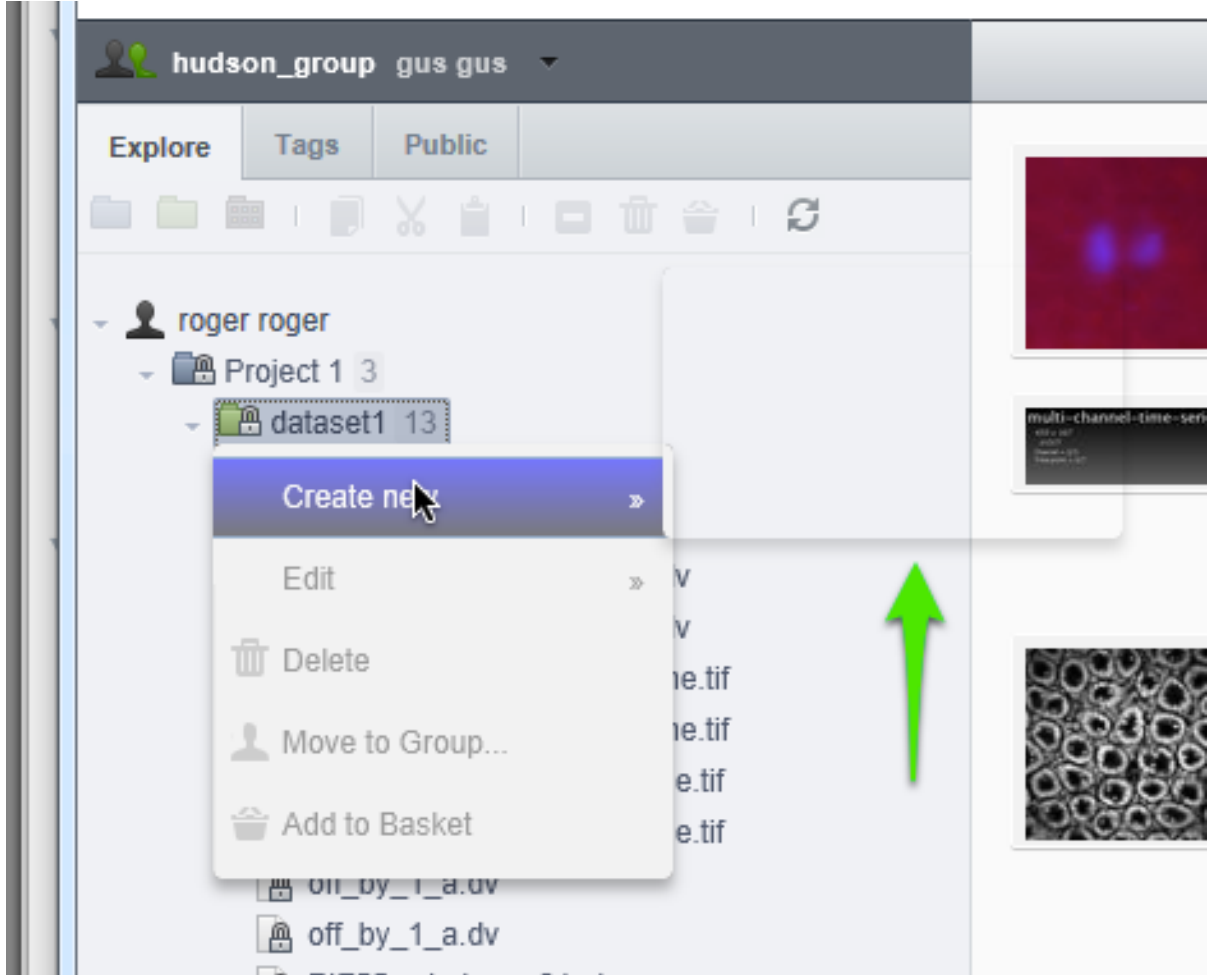 hudson_group gus gus
Explore Tags Public
roger roger
Project 1 3
dataset1 13
multi-channel-time-seri
Create new »
Edit »
v
Delete
v
ne.tif
Move to Group...
ne.tif
e.tif
Add to Basket
e.tif
off_by_1_a.dv
off_by_1_a.dv